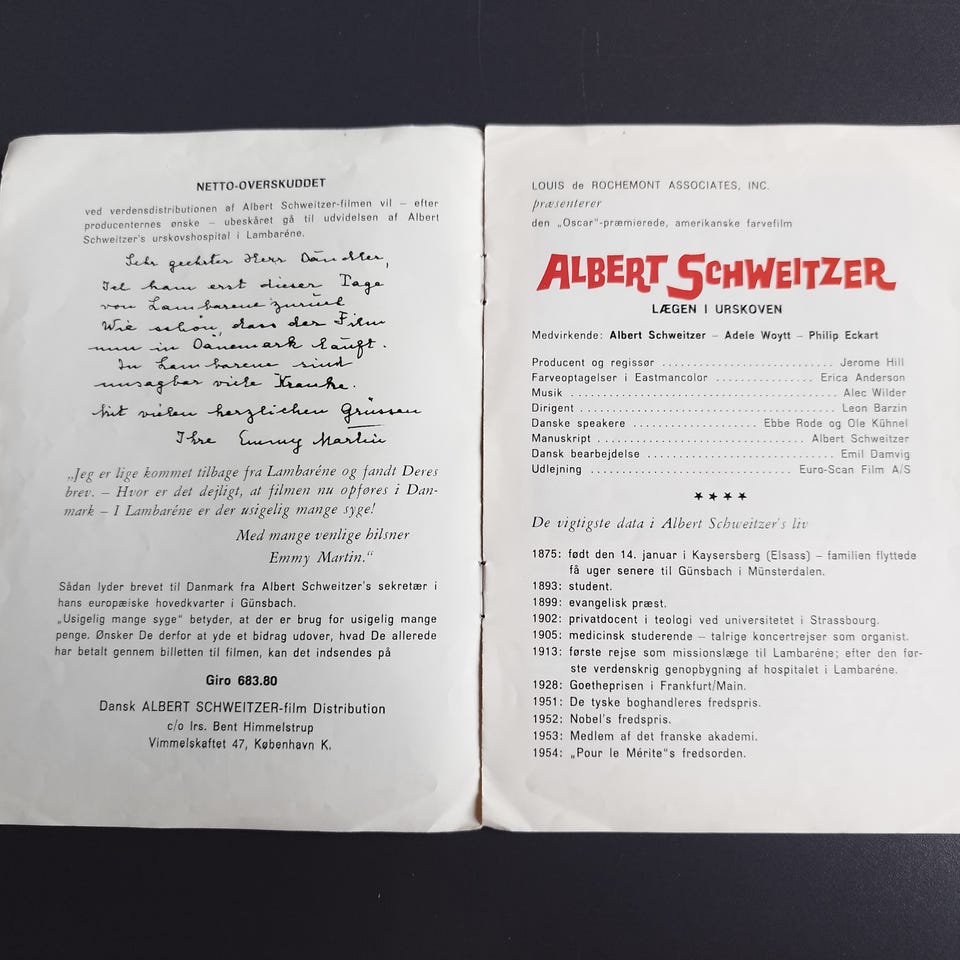 NETTO-OVERSKUDDET
ved verdensdistributionen af Albert Schweitzer-filmen vil – efter
producenternes ønske – ubeskåret gå til udvidelsen af Albert
Schweitzer's urskovshospital i Lambaréne.
Sehr geehrter Herr Dändler,
Ich kam erst dieser Tage
von Lambarene zurück
Wie schön, dass der Film
nun in Dänemark läuft.
In Lambarene sind
unsagbar viele Kranke.
Mit vielen herzlichen Grüssen
Ihre Emmy Martin
„Jeg er lige kommet tilbage fra Lambaréne og fandt Deres
brev. – Hvor er det dejligt, at filmen nu opføres i Dan-
mark – I Lambaréne er der usigelig mange syge!
Med mange venlige hilsner
Emmy Martin.“
Sådan lyder brevet til Danmark fra Albert Schweitzer's sekretær i
hans europæiske hovedkvarter i Günsbach.
„Usigelig mange syge“ betyder, at der er brug for usigelig mange
penge. Ønsker De derfor at yde et bidrag udover, hvad De allerede
har betalt gennem billetten til filmen, kan det indsendes på
Giro 683.80
Dansk ALBERT SCHWEITZER-film Distribution
c/o Irs. Bent Himmelstrup
Vimmelskaftet 47, København K.
LOUIS de ROCHEMONT ASSOCIATES, INC.
præsenterer
den „Oscar“-præmierede, amerikanske farvefilm
ALBERT SCHWEITZER
LÆGEN I URSKOVEN
Medvirkende: Albert Schweitzer – Adele Woytt – Philip Eckart
Producent og regissør .............................. Jerome Hill
Farveoptagelser i Eastmancolor ................ Erica Anderson
Musik .............................................. Alec Wilder
Dirigent ........................................... Leon Barzin
Danske speakere ...................... Ebbe Rode og Ole Kühnel
Manuskript ................................... Albert Schweitzer
Dansk bearbejdelse ................................ Emil Damvig
Udlejning .................................. Euro-Scan Film A/S
★ ★ ★ ★
De vigtigste data i Albert Schweitzer's liv
1875: født den 14. januar i Kaysersberg (Elsass) – familien flyttede
få uger senere til Günsbach i Münsterdalen.
1893: student.
1899: evangelisk præst.
1902: privatdocent i teologi ved universitetet i Strassbourg.
1905: medicinsk studerende – talrige koncertrejser som organist.
1913: første rejse som missionslæge til Lambaréne; efter den før-
ste verdenskrig genopbygning af hospitalet i Lambaréne.
1928: Goetheprisen i Frankfurt/Main.
1951: De tyske boghandleres fredspris.
1952: Nobel's fredspris.
1953: Medlem af det franske akademi.
1954: „Pour le Mérite“s fredsorden.